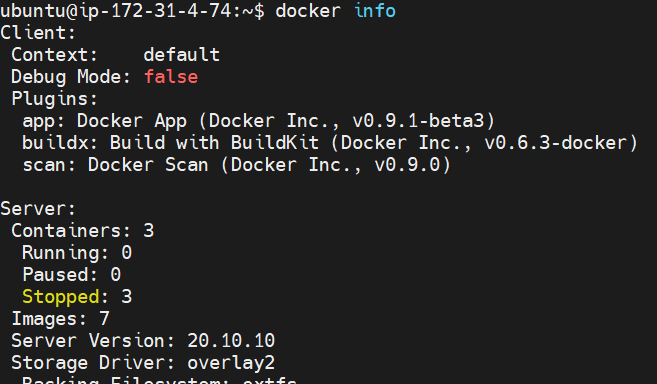 ubuntu@ip-172-31-4-74:~$ docker info
Client:
 Context:    default
 Debug Mode: false
 Plugins:
  app: Docker App (Docker Inc., v0.9.1-beta3)
  buildx: Build with BuildKit (Docker Inc., v0.6.3-docker)
  scan: Docker Scan (Docker Inc., v0.9.0)

Server:
 Containers: 3
  Running: 0
  Paused: 0
  Stopped: 3
 Images: 7
 Server Version: 20.10.10
 Storage Driver: overlay2
  Backing Filesystem: extfs